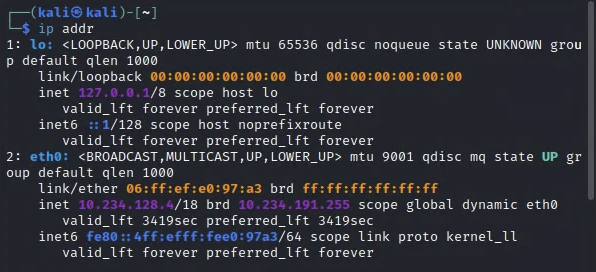 ┌──(kali㉿kali)-[~]
└─$ ip addr
1: lo: <LOOPBACK,UP,LOWER_UP> mtu 65536 qdisc noqueue state UNKNOWN grou
p default qlen 1000
    link/loopback 00:00:00:00:00:00 brd 00:00:00:00:00:00
    inet 127.0.0.1/8 scope host lo
       valid_lft forever preferred_lft forever
    inet6 ::1/128 scope host noprefixroute
       valid_lft forever preferred_lft forever
2: eth0: <BROADCAST,MULTICAST,UP,LOWER_UP> mtu 9001 qdisc mq state UP gr
oup default qlen 1000
    link/ether 06:ff:ef:e0:97:a3 brd ff:ff:ff:ff:ff:ff
    inet 10.234.128.4/18 brd 10.234.191.255 scope global dynamic eth0
       valid_lft 3419sec preferred_lft 3419sec
    inet6 fe80::4ff:efff:fee0:97a3/64 scope link proto kernel_ll
       valid_lft forever preferred_lft forever